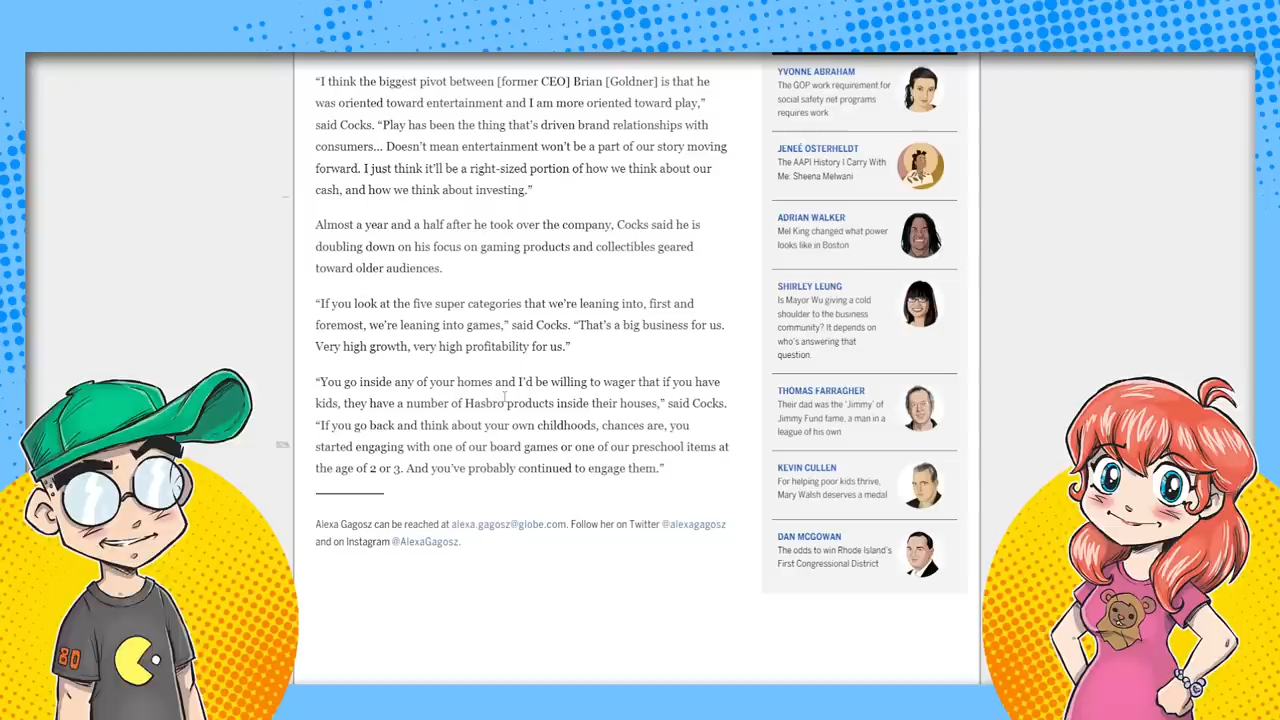 “I think the biggest pivot between [former CEO] Brian [Goldner] is that he
was oriented toward entertainment and I am more oriented toward play,”
said Cocks. “Play has been the thing that’s driven brand relationships with
consumers... Doesn’t mean entertainment won’t be a part of our story moving
forward. I just think it’ll be a right-sized portion of how we think about our
cash, and how we think about investing.”
Almost a year and a half after he took over the company, Cocks said he is
doubling down on his focus on gaming products and collectibles geared
toward older audiences.
“If you look at the five super categories that we’re leaning into, first and
foremost, we’re leaning into games,” said Cocks. “That’s a big business for us.
Very high growth, very high profitability for us.”
“You go inside any of your homes and I’d be willing to wager that if you have
kids, they have a number of Hasbro products inside their houses,” said Cocks.
“If you go back and think about your own childhoods, chances are, you
started engaging with one of our board games or one of our preschool items at
the age of 2 or 3. And you’ve probably continued to engage them.”
Alexa Gagosz can be reached at alexa.gagosz@globe.com. Follow her on Twitter @alexagagosz
and on Instagram @AlexaGagosz.
YVONNE ABRAHAM
The GOP work requirement for
social safety net programs
requires work
JENEÉ OSTERHELDT
The AAPI History I Carry With
Me: Sheena Melwani
ADRIAN WALKER
Mel King changed what power
looks like in Boston
SHIRLEY LEUNG
Is Mayor Wu giving a cold
shoulder to the business
community? It depends on
who’s answering that
question.
THOMAS FARRAGHER
Their dad was the ‘Jimmy’ of
Jimmy Fund fame, a man in a
league of his own
KEVIN CULLEN
For helping poor kids thrive,
Mary Walsh deserves a medal
DAN MCGOWAN
The odds to win Rhode Island’s
First Congressional District
80